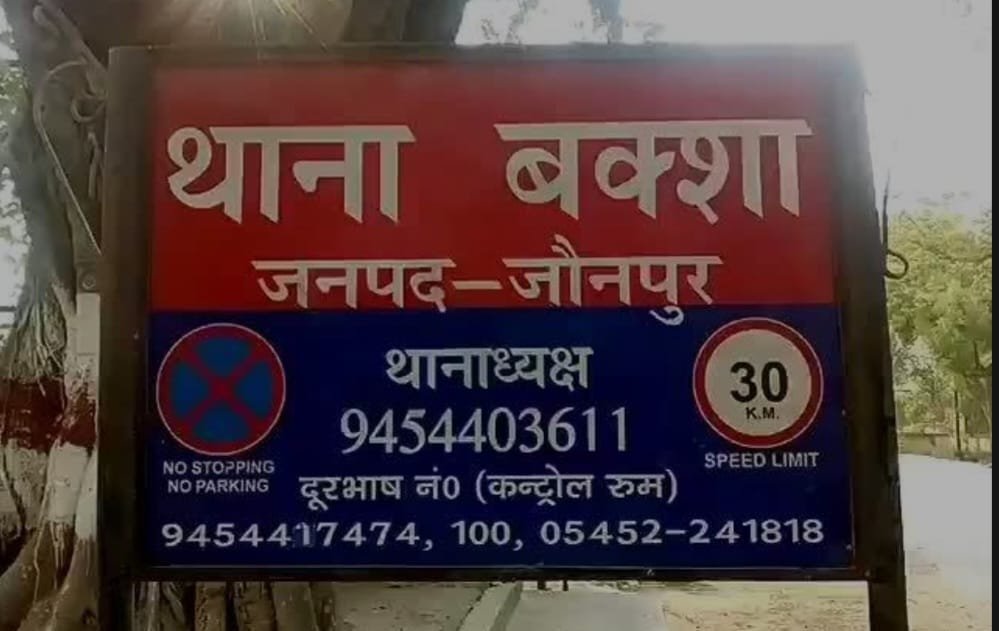 थाना बक्शा
जनपद–जौनपुर
थानाध्यक्ष
9454403611
30
K.M.
NO STOPPING
NO PARKING
SPEED LIMIT
दूरभाष नं0 (कन्ट्रोल रुम)
9454417474, 100, 05452–241818